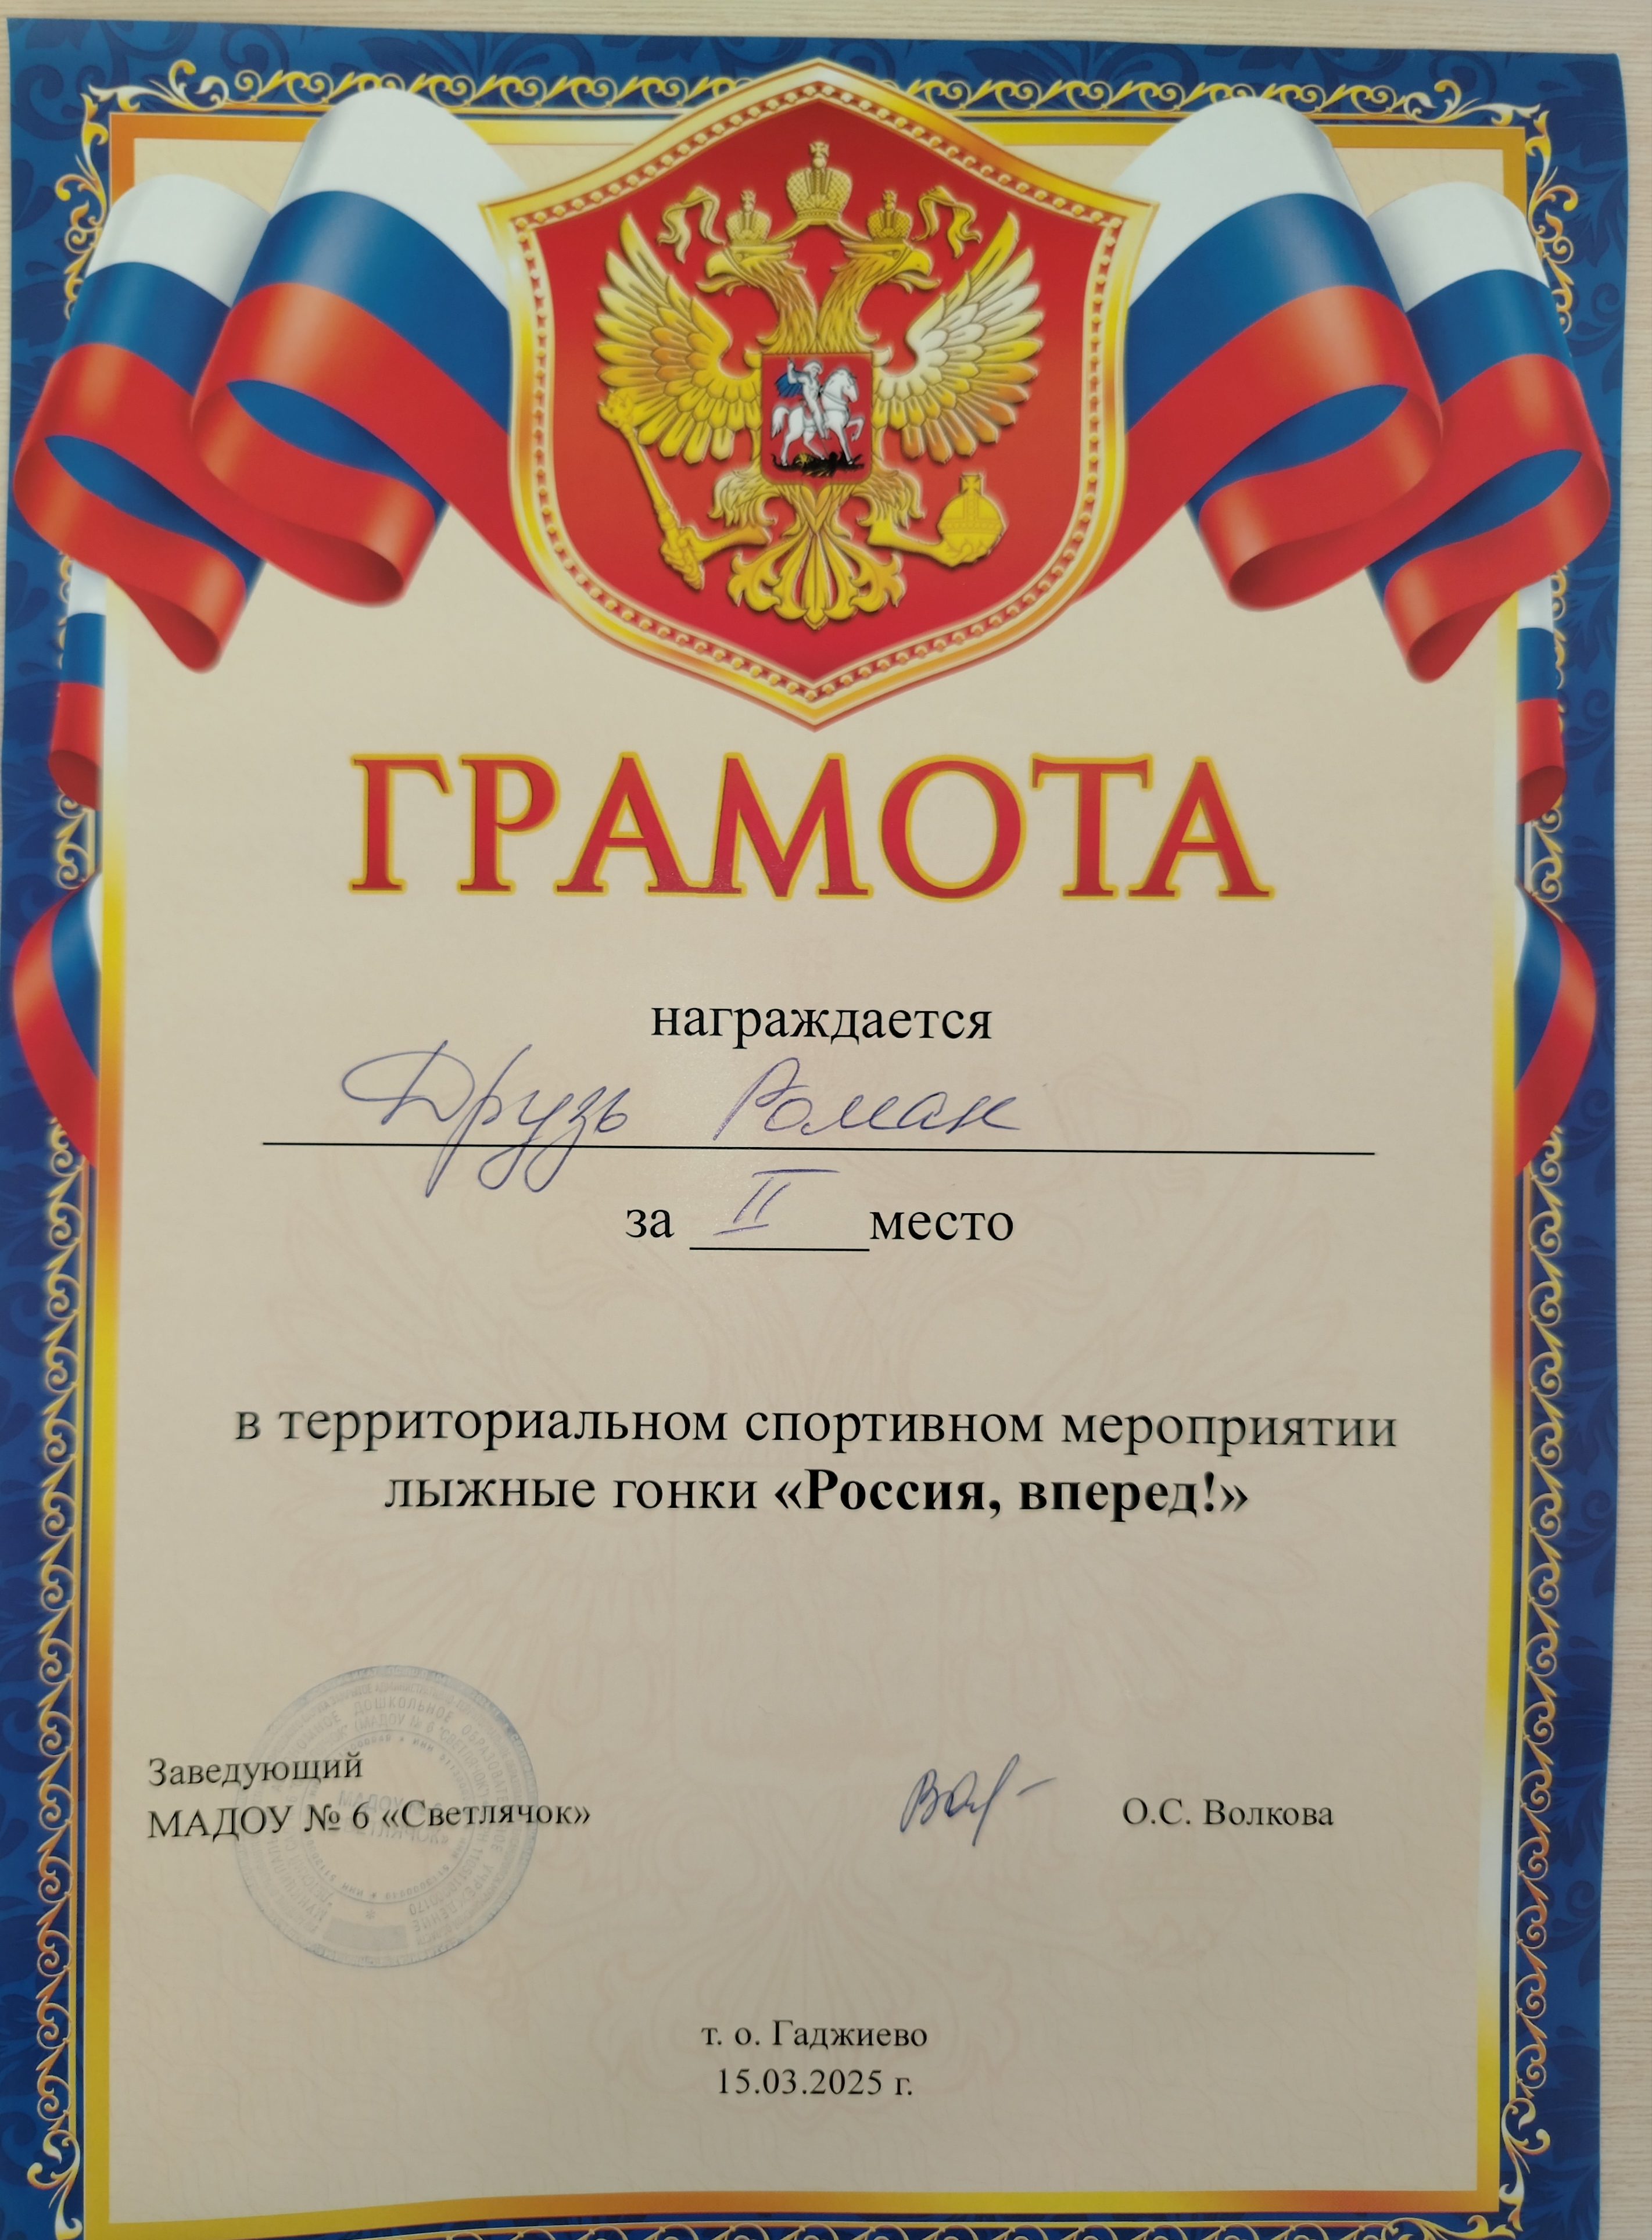 ГРАМОТА
награждается
Друзь Роман
за II место
в территориальном спортивном мероприятии
лыжные гонки «Россия, вперед!»
Заведующий
МАДОУ № 6 «Светлячок»
О.С. Волкова
т. о. Гаджиево
15.03.2025 г.